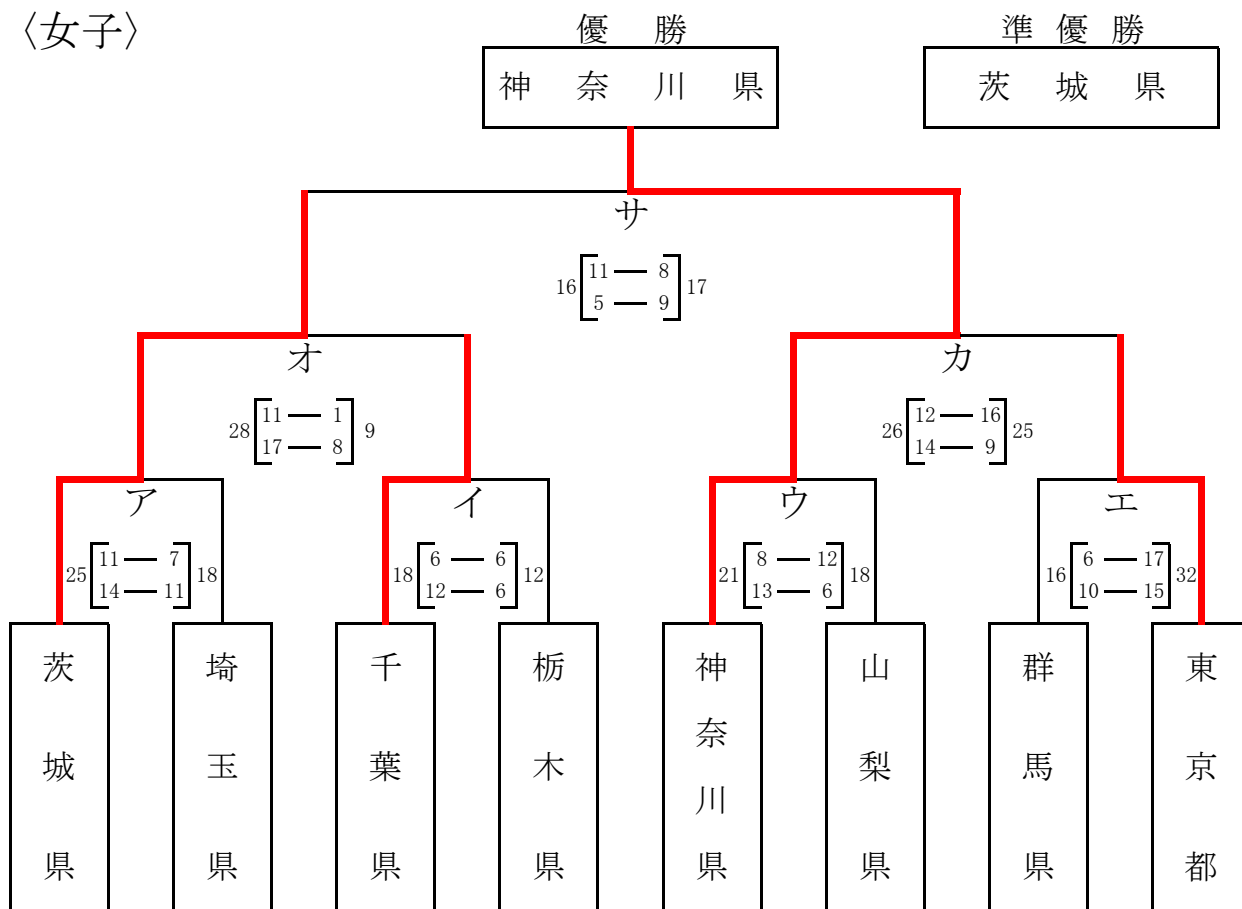 〈女子〉
優勝
準優勝
神奈川県
茨城県
サ
16 11 — 8 17
5 — 9
オ
カ
28 11 — 1 9
17 — 8
26 12 — 16 25
14 — 9
ア
イ
ウ
エ
25 11 — 7 18
14 — 11
18 6 — 6 12
12 — 6
21 8 — 12 18
13 — 6
16 6 — 17 32
10 — 15
茨城県
埼玉県
千葉県
栃木県
神奈川県
山梨県
群馬県
東京都